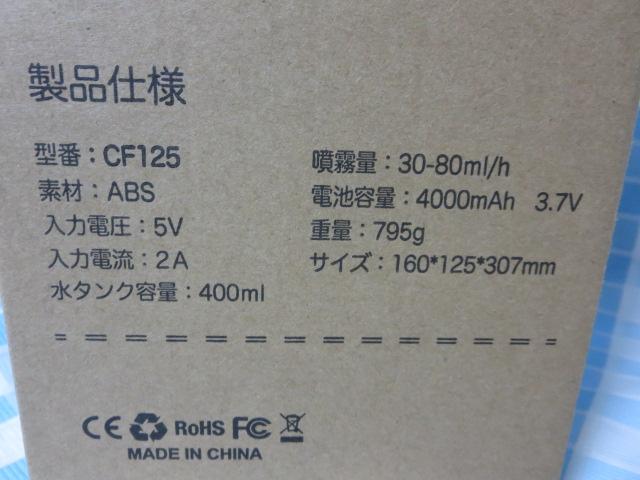 製品仕様
型番：CF125
素材：ABS
入力電圧：5V
入力電流：2A
水タンク容量：400ml
噴霧量：30-80ml/h
電池容量：4000mAh 3.7V
重量：795g
サイズ：160*125*307mm
CE RoHS FC
MADE IN CHINA